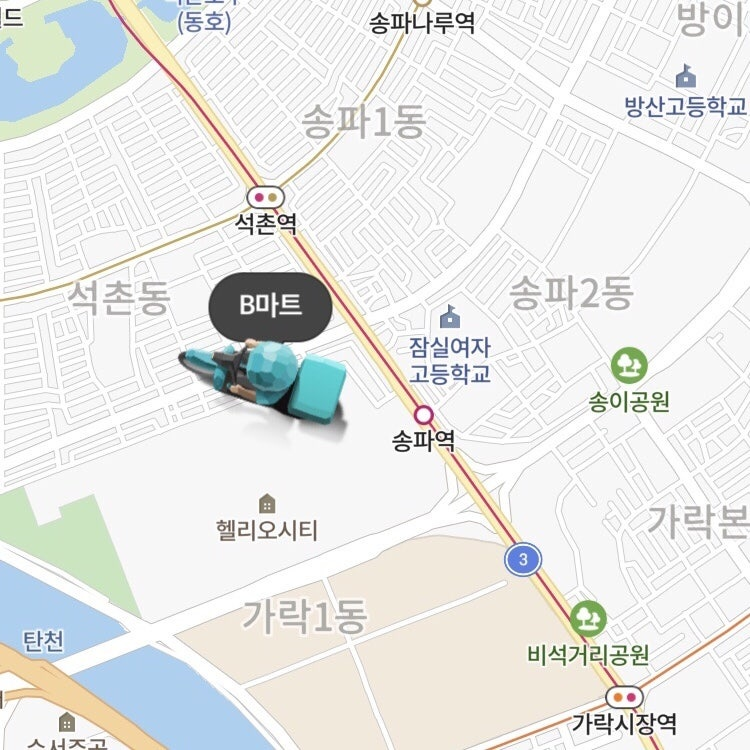 (동호)
송파나루역
방이
방산고등학교
송파1동
석촌역
석촌동
B마트
송파2동
잠실여자
고등학교
송이공원
송파역
헬리오시티
가락본
3
가락1동
탄천
비석거리공원
가락시장역